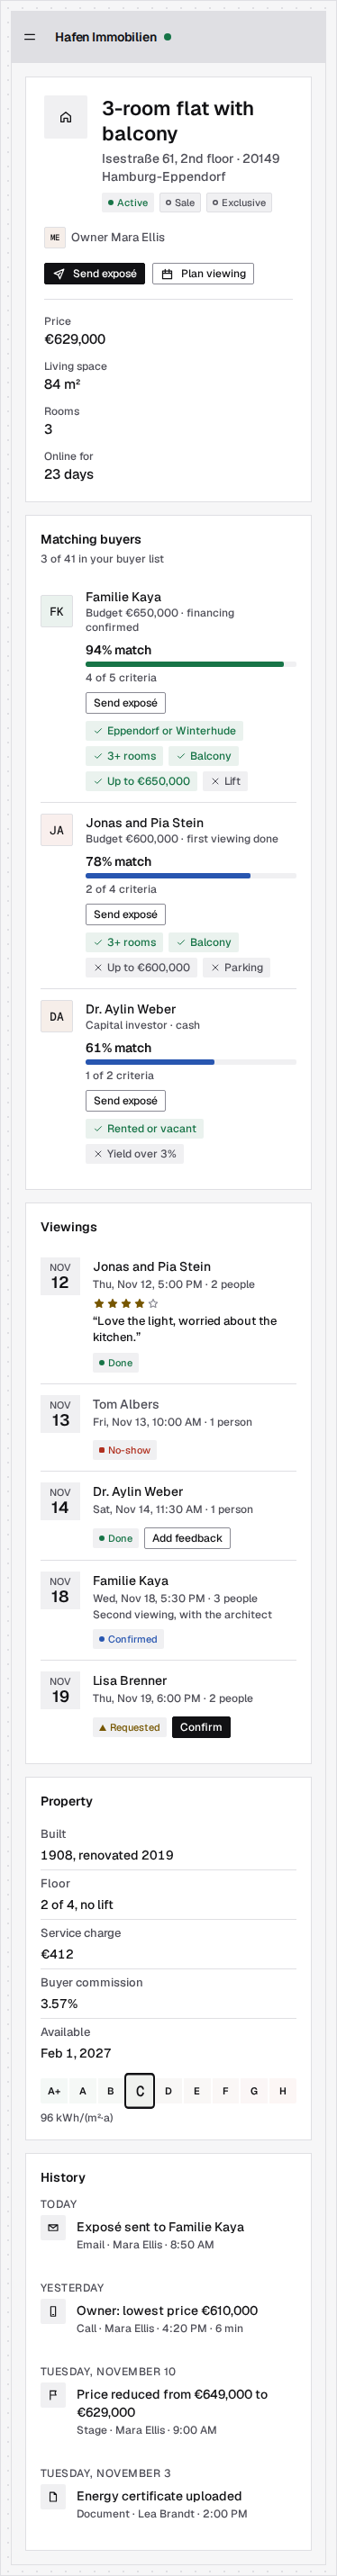 Hafen Immobilien
3-room flat with
balcony
Isestraße 61, 2nd floor · 20149
Hamburg-Eppendorf
Active
Sale
Exclusive
ME
Owner Mara Ellis
Send exposé
Plan viewing
Price
€629,000
Living space
84 m²
Rooms
3
Online for
23 days
Matching buyers
3 of 41 in your buyer list
FK
Familie Kaya
Budget €650,000 · financing
confirmed
94% match
4 of 5 criteria
Send exposé
Eppendorf or Winterhude
3+ rooms
Balcony
Up to €650,000
Lift
JA
Jonas and Pia Stein
Budget €600,000 · first viewing done
78% match
2 of 4 criteria
Send exposé
3+ rooms
Balcony
Up to €600,000
Parking
DA
Dr. Aylin Weber
Capital investor · cash
61% match
1 of 2 criteria
Send exposé
Rented or vacant
Yield over 3%
Viewings
NOV
12
Jonas and Pia Stein
Thu, Nov 12, 5:00 PM · 2 people
“Love the light, worried about the
kitchen.”
Done
NOV
13
Tom Albers
Fri, Nov 13, 10:00 AM · 1 person
No-show
NOV
14
Dr. Aylin Weber
Sat, Nov 14, 11:30 AM · 1 person
Done
Add feedback
NOV
18
Familie Kaya
Wed, Nov 18, 5:30 PM · 3 people
Second viewing, with the architect
Confirmed
NOV
19
Lisa Brenner
Thu, Nov 19, 6:00 PM · 2 people
Requested
Confirm
Property
Built
1908, renovated 2019
Floor
2 of 4, no lift
Service charge
€412
Buyer commission
3.57%
Available
Feb 1, 2027
A+ A B C D E F G H
96 kWh/(m²·a)
History
TODAY
Exposé sent to Familie Kaya
Email · Mara Ellis · 8:50 AM
YESTERDAY
Owner: lowest price €610,000
Call · Mara Ellis · 4:20 PM · 6 min
TUESDAY, NOVEMBER 10
Price reduced from €649,000 to
€629,000
Stage · Mara Ellis · 9:00 AM
TUESDAY, NOVEMBER 3
Energy certificate uploaded
Document · Lea Brandt · 2:00 PM